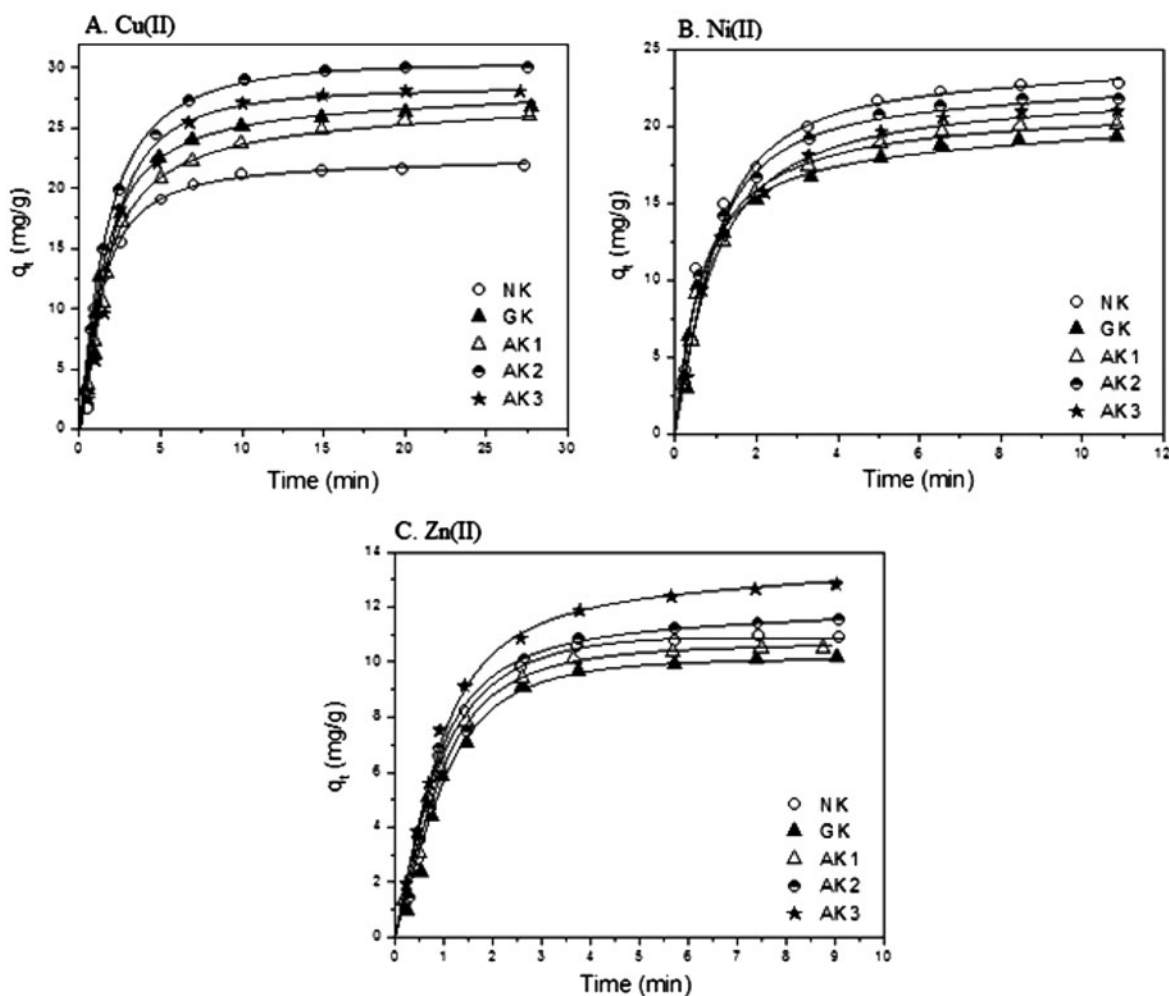 A. Cu(II)
30
25
20
15
10
5
0
q_t (mg/g)
0 5 10 15 20 25 30
Time (min)
NK
GK
AK1
AK2
AK3
B. Ni(II)
25
20
15
10
5
0
q_t (mg/g)
0 2 4 6 8 10 12
Time (min)
NK
GK
AK1
AK2
AK3
C. Zn(II)
14
12
10
8
6
4
2
0
q_t (mg/g)
0 1 2 3 4 5 6 7 8 9 10
Time (min)
NK
GK
AK1
AK2
AK3